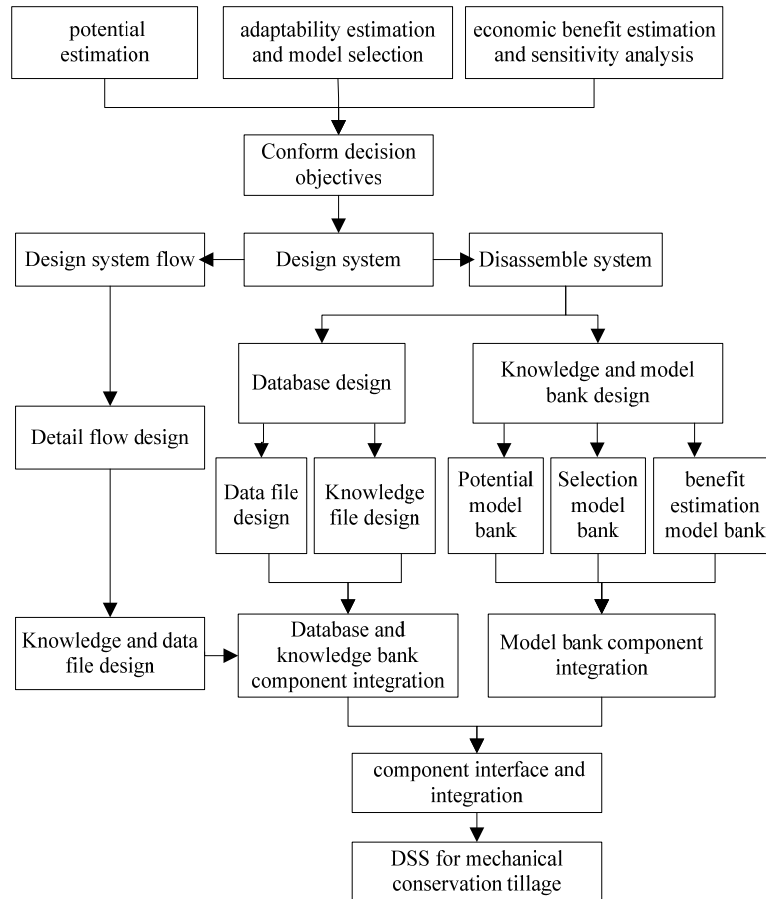 potential
estimation
adaptability estimation
and model selection
economic benefit estimation
and sensitivity analysis
Conform decision
objectives
Design system flow
Design system
Disassemble system
Database design
Knowledge and model
bank design
Detail flow design
Data file
design
Knowledge
file design
Potential
model
bank
Selection
model
bank
benefit
estimation
model bank
Knowledge and data
file design
Database and
knowledge bank
component integration
Model bank component
integration
component interface and
integration
DSS for mechanical
conservation tillage